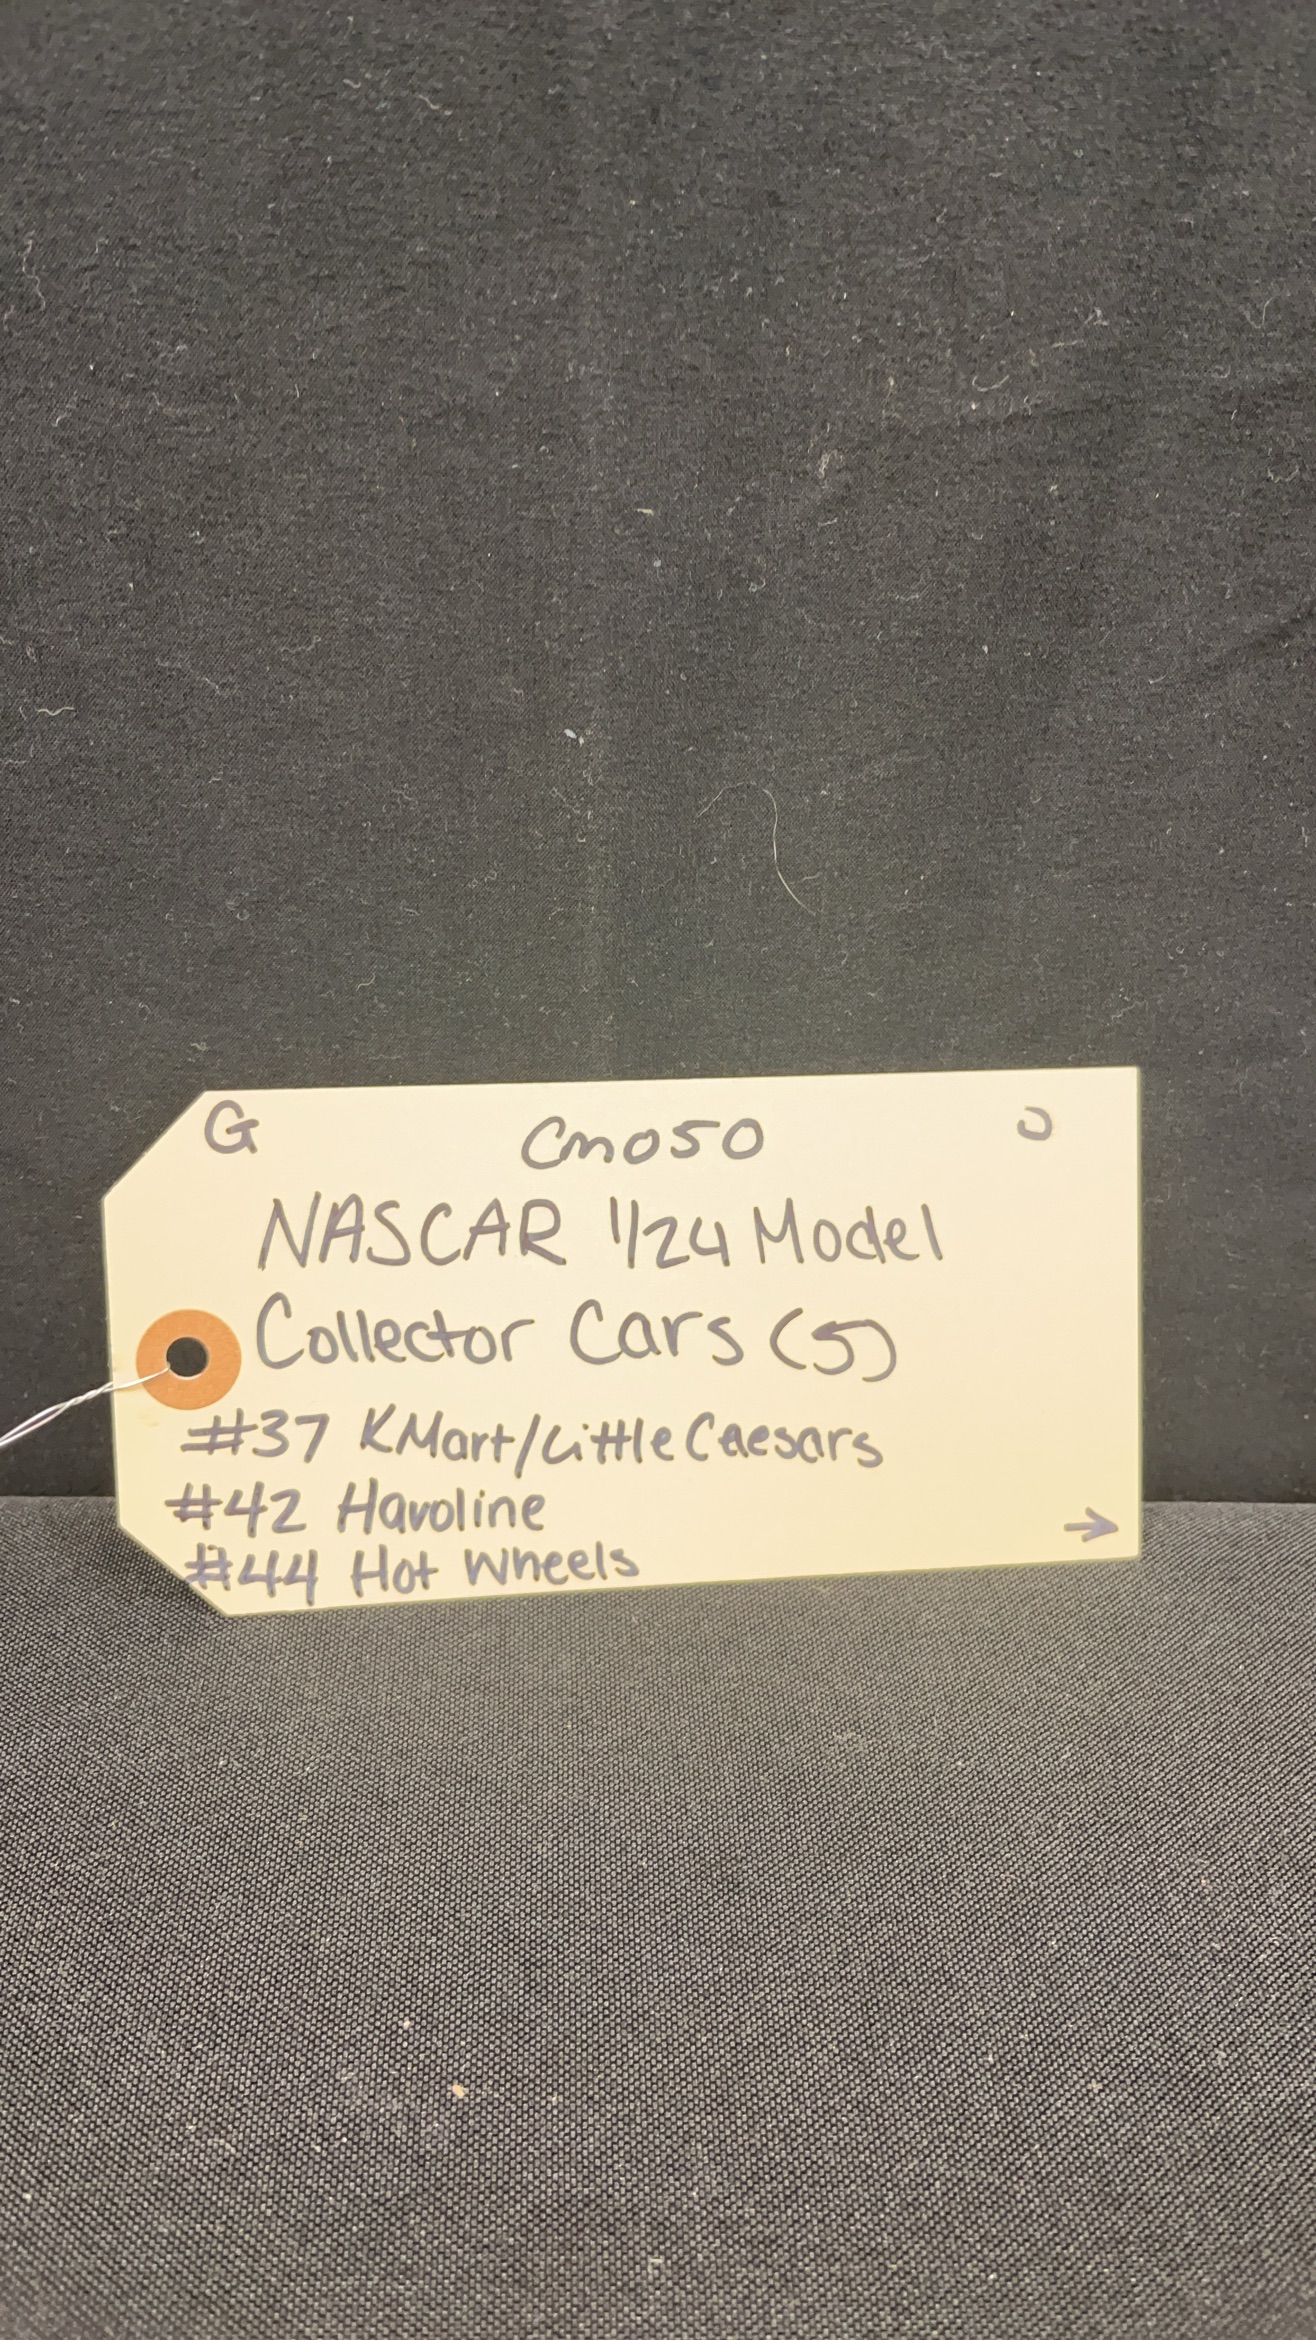 G Cm050 J
NASCAR 1/24 Model
Collector Cars (5)
#37 KMart/Little Caesars
#42 Havoline
#44 Hot Wheels →